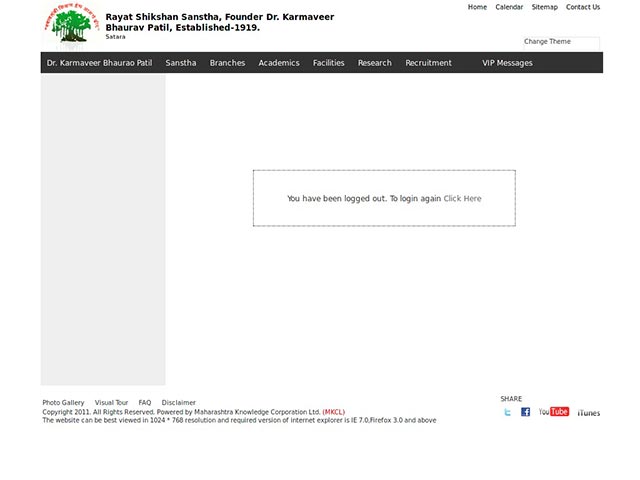 Home Calendar Sitemap Contact Us
Rayat Shikshan Sanstha, Founder Dr. Karmaveer
Bhaurav Patil, Established-1919.
Satara
Change Theme
Dr. Karmaveer Bhaurao Patil Sanstha Branches Academics Facilities Research Recruitment VIP Messages
You have been logged out. To login again Click Here
Photo Gallery Visual Tour FAQ Disclaimer
Copyright 2011. All Rights Reserved. Powered by Maharashtra Knowledge Corporation Ltd. (MKCL)
The website can be best viewed in 1024 * 768 resolution and required version of internet explorer is IE 7.0,Firefox 3.0 and above
SHARE
YouTube iTunes